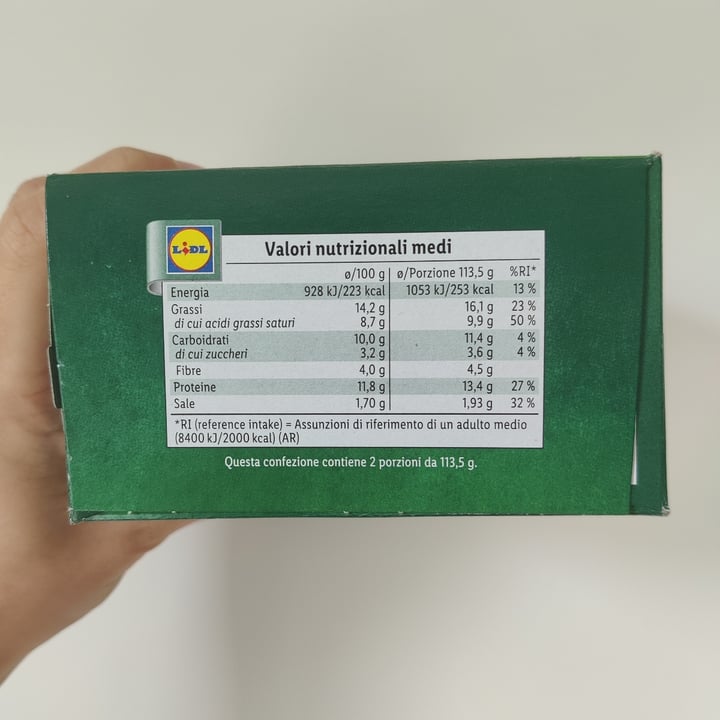 LIDL
Valori nutrizionali medi
ø/100 g ø/Porzione 113,5 g %RI*
Energia 928 kJ/223 kcal 1053 kJ/253 kcal 13 %
Grassi 14,2 g 16,1 g 23 %
di cui acidi grassi saturi 8,7 g 9,9 g 50 %
Carboidrati 10,0 g 11,4 g 4 %
di cui zuccheri 3,2 g 3,6 g 4 %
Fibre 4,0 g 4,5 g
Proteine 11,8 g 13,4 g 27 %
Sale 1,70 g 1,93 g 32 %
*RI (reference intake) = Assunzioni di riferimento di un adulto medio
(8400 kJ/2000 kcal) (AR)
Questa confezione contiene 2 porzioni da 113,5 g.